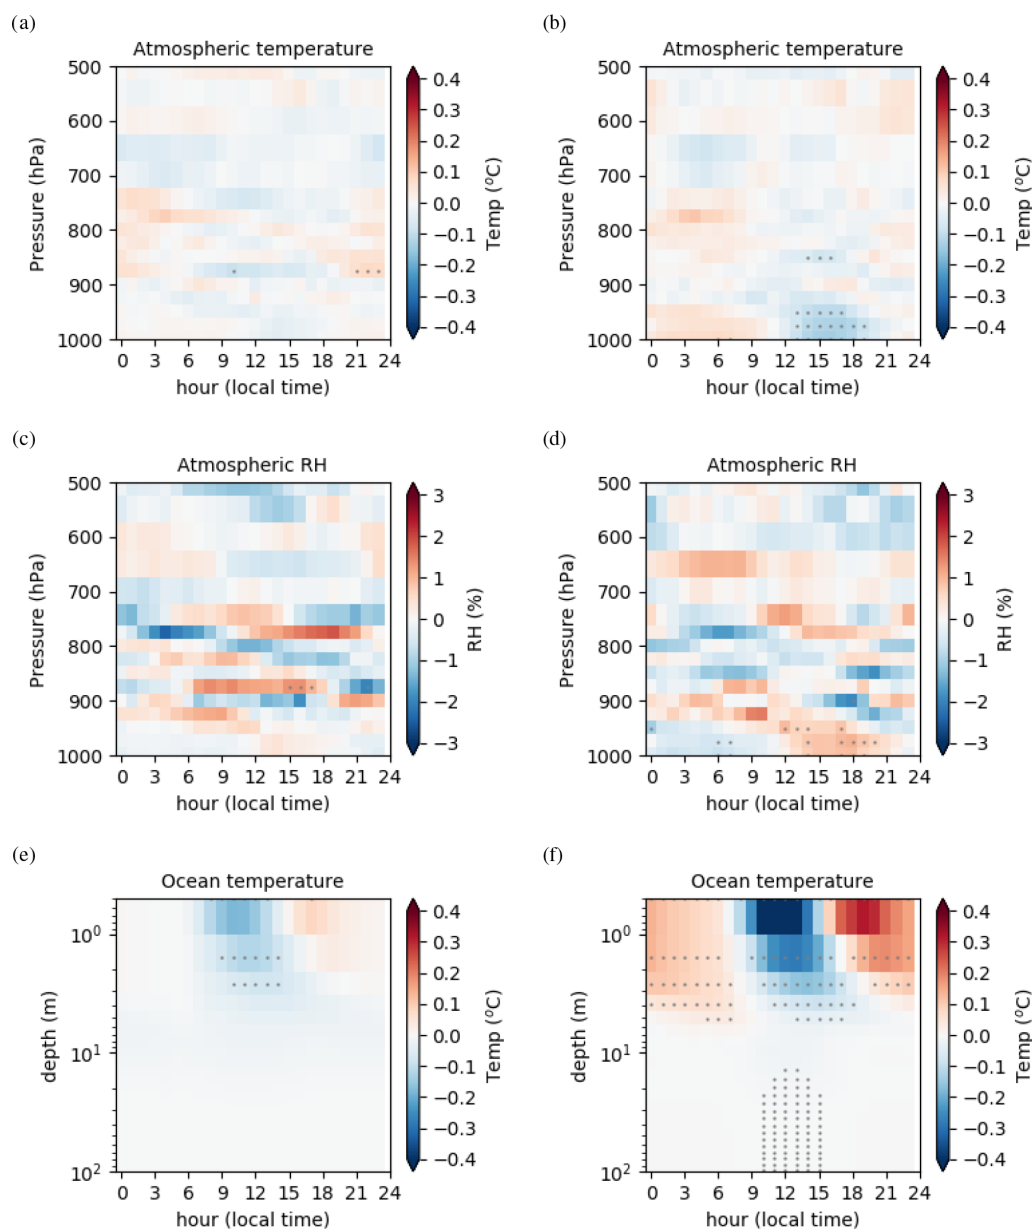 (a)
Atmospheric temperature
500
600
700
800
900
1000
Pressure (hPa)
0 3 6 9 12 15 18 21 24
hour (local time)
0.4
0.3
0.2
0.1
0.0
−0.1
−0.2
−0.3
−0.4
Temp (⁰C)
(b)
Atmospheric temperature
500
600
700
800
900
1000
Pressure (hPa)
0 3 6 9 12 15 18 21 24
hour (local time)
0.4
0.3
0.2
0.1
0.0
−0.1
−0.2
−0.3
−0.4
Temp (⁰C)
(c)
Atmospheric RH
500
600
700
800
900
1000
Pressure (hPa)
0 3 6 9 12 15 18 21 24
hour (local time)
3
2
1
0
−1
−2
−3
RH (%)
(d)
Atmospheric RH
500
600
700
800
900
1000
Pressure (hPa)
0 3 6 9 12 15 18 21 24
hour (local time)
3
2
1
0
−1
−2
−3
RH (%)
(e)
Ocean temperature
10⁰
10¹
10²
depth (m)
0 3 6 9 12 15 18 21 24
hour (local time)
0.4
0.3
0.2
0.1
0.0
−0.1
−0.2
−0.3
−0.4
Temp (⁰C)
(f)
Ocean temperature
10⁰
10¹
10²
depth (m)
0 3 6 9 12 15 18 21 24
hour (local time)
0.4
0.3
0.2
0.1
0.0
−0.1
−0.2
−0.3
−0.4
Temp (⁰C)